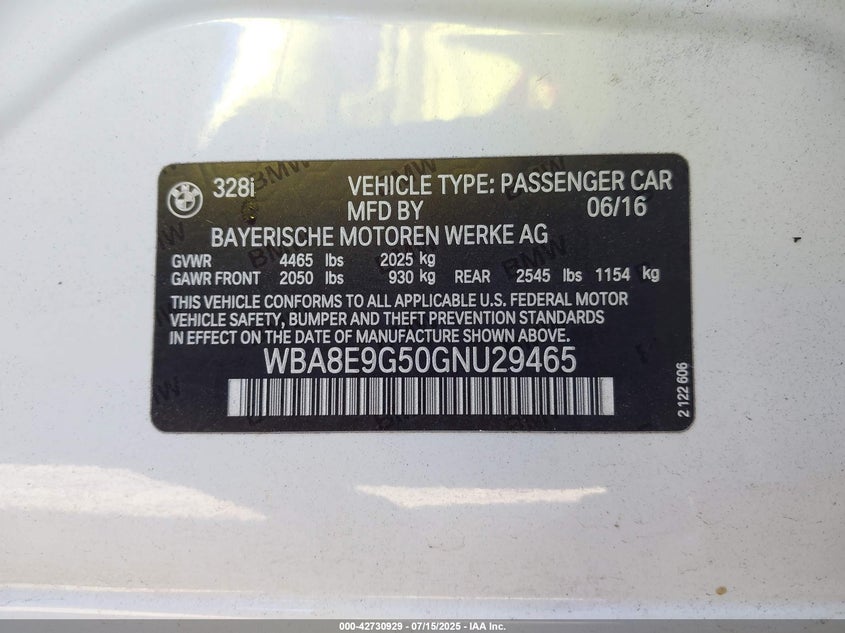 328i VEHICLE TYPE: PASSENGER CAR
MFD BY 06/16
BAYERISCHE MOTOREN WERKE AG
GVWR 4465 lbs 2025 kg
GAWR FRONT 2050 lbs 930 kg REAR 2545 lbs 1154 kg
THIS VEHICLE CONFORMS TO ALL APPLICABLE U.S. FEDERAL MOTOR
VEHICLE SAFETY, BUMPER AND THEFT PREVENTION STANDARDS
IN EFFECT ON THE DATE OF MANUFACTURE SHOWN ABOVE.
WBA8E9G50GNU29465
2 122 606
000-42730929 - 07/15/2025 - IAA Inc.